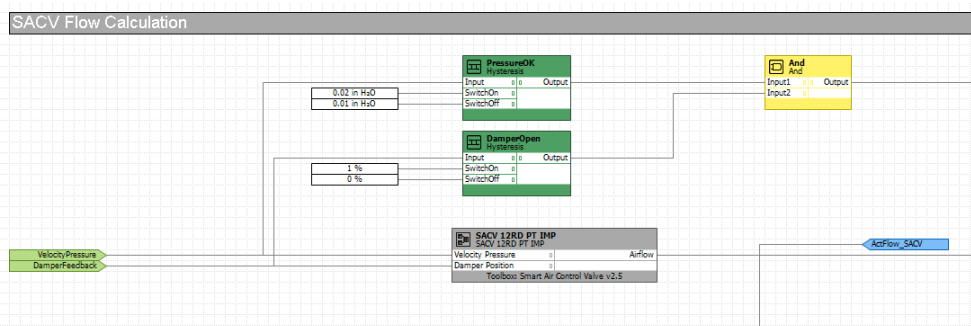 SACV Flow Calculation
PressureOK
Hysteresis
Input Output
SwitchOn
SwitchOff
0.02 in H₂O
0.01 in H₂O
And
And
Input1 Output
Input2
DamperOpen
Hysteresis
Input Output
SwitchOn
SwitchOff
1 %
0 %
SACV 12RD PT IMP
SACV 12RD PT IMP
Velocity Pressure Airflow
Damper Position
Toolbox: Smart Air Control Valve v2.5
VelocityPressure
DamperFeedback
ActFlow_SACV